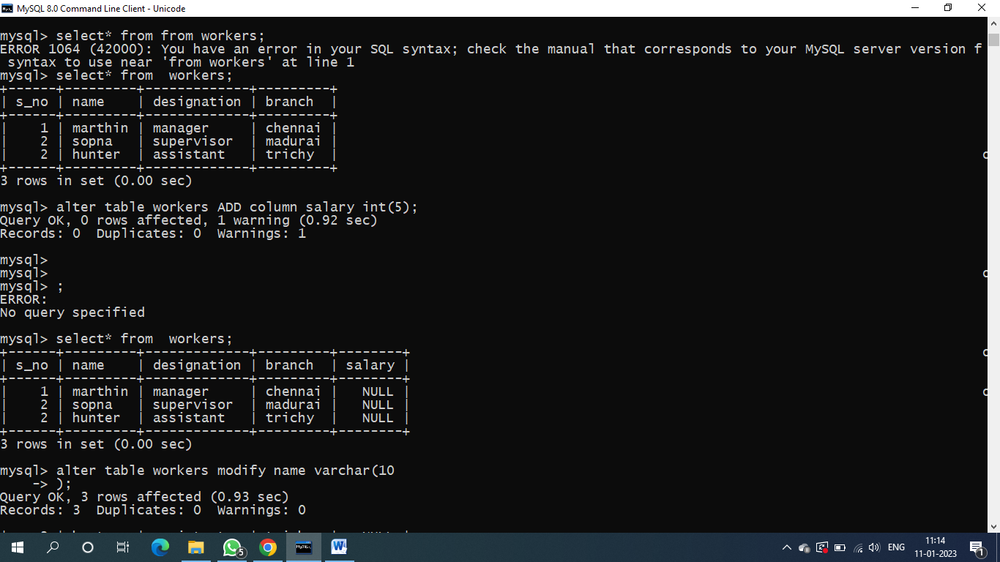 MySQL 8.0 Command Line Client - Unicode
mysql> select* from from workers;
ERROR 1064 (42000): You have an error in your SQL syntax; check the manual that corresponds to your MySQL server version f
 syntax to use near 'from workers' at line 1
mysql> select* from  workers;
+------+---------+-------------+---------+
| s_no | name    | designation | branch  |
+------+---------+-------------+---------+
|    1 | marthin | manager     | chennai |
|    2 | sopna   | supervisor  | madurai |
|    2 | hunter  | assistant   | trichy  |
+------+---------+-------------+---------+
3 rows in set (0.00 sec)
mysql> alter table workers ADD column salary int(5);
Query OK, 0 rows affected, 1 warning (0.92 sec)
Records: 0  Duplicates: 0  Warnings: 1
mysql>
mysql>
mysql> ;
ERROR:
No query specified
mysql> select* from  workers;
+------+---------+-------------+---------+--------+
| s_no | name    | designation | branch  | salary |
+------+---------+-------------+---------+--------+
|    1 | marthin | manager     | chennai |   NULL |
|    2 | sopna   | supervisor  | madurai |   NULL |
|    2 | hunter  | assistant   | trichy  |   NULL |
+------+---------+-------------+---------+--------+
3 rows in set (0.00 sec)
mysql> alter table workers modify name varchar(10
    -> );
Query OK, 3 rows affected (0.93 sec)
Records: 3  Duplicates: 0  Warnings: 0
5
W
ENG
11:14
11-01-2023
1